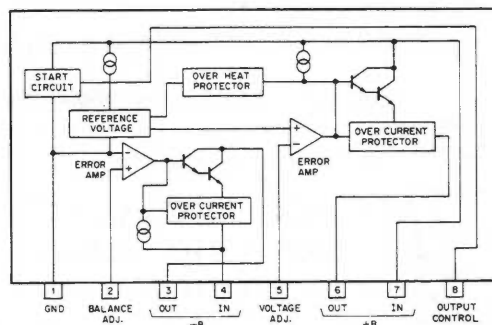 START
CIRCUIT
OVER HEAT
PROTECTOR
REFERENCE
VOLTAGE
ERROR
AMP
ERROR
AMP
OVER CURRENT
PROTECTOR
OVER CURRENT
PROTECTOR
1 2 3 4 5 6 7 8
GND BALANCE ADJ. OUT IN VOLTAGE ADJ. OUT IN OUTPUT CONTROL
-B +B